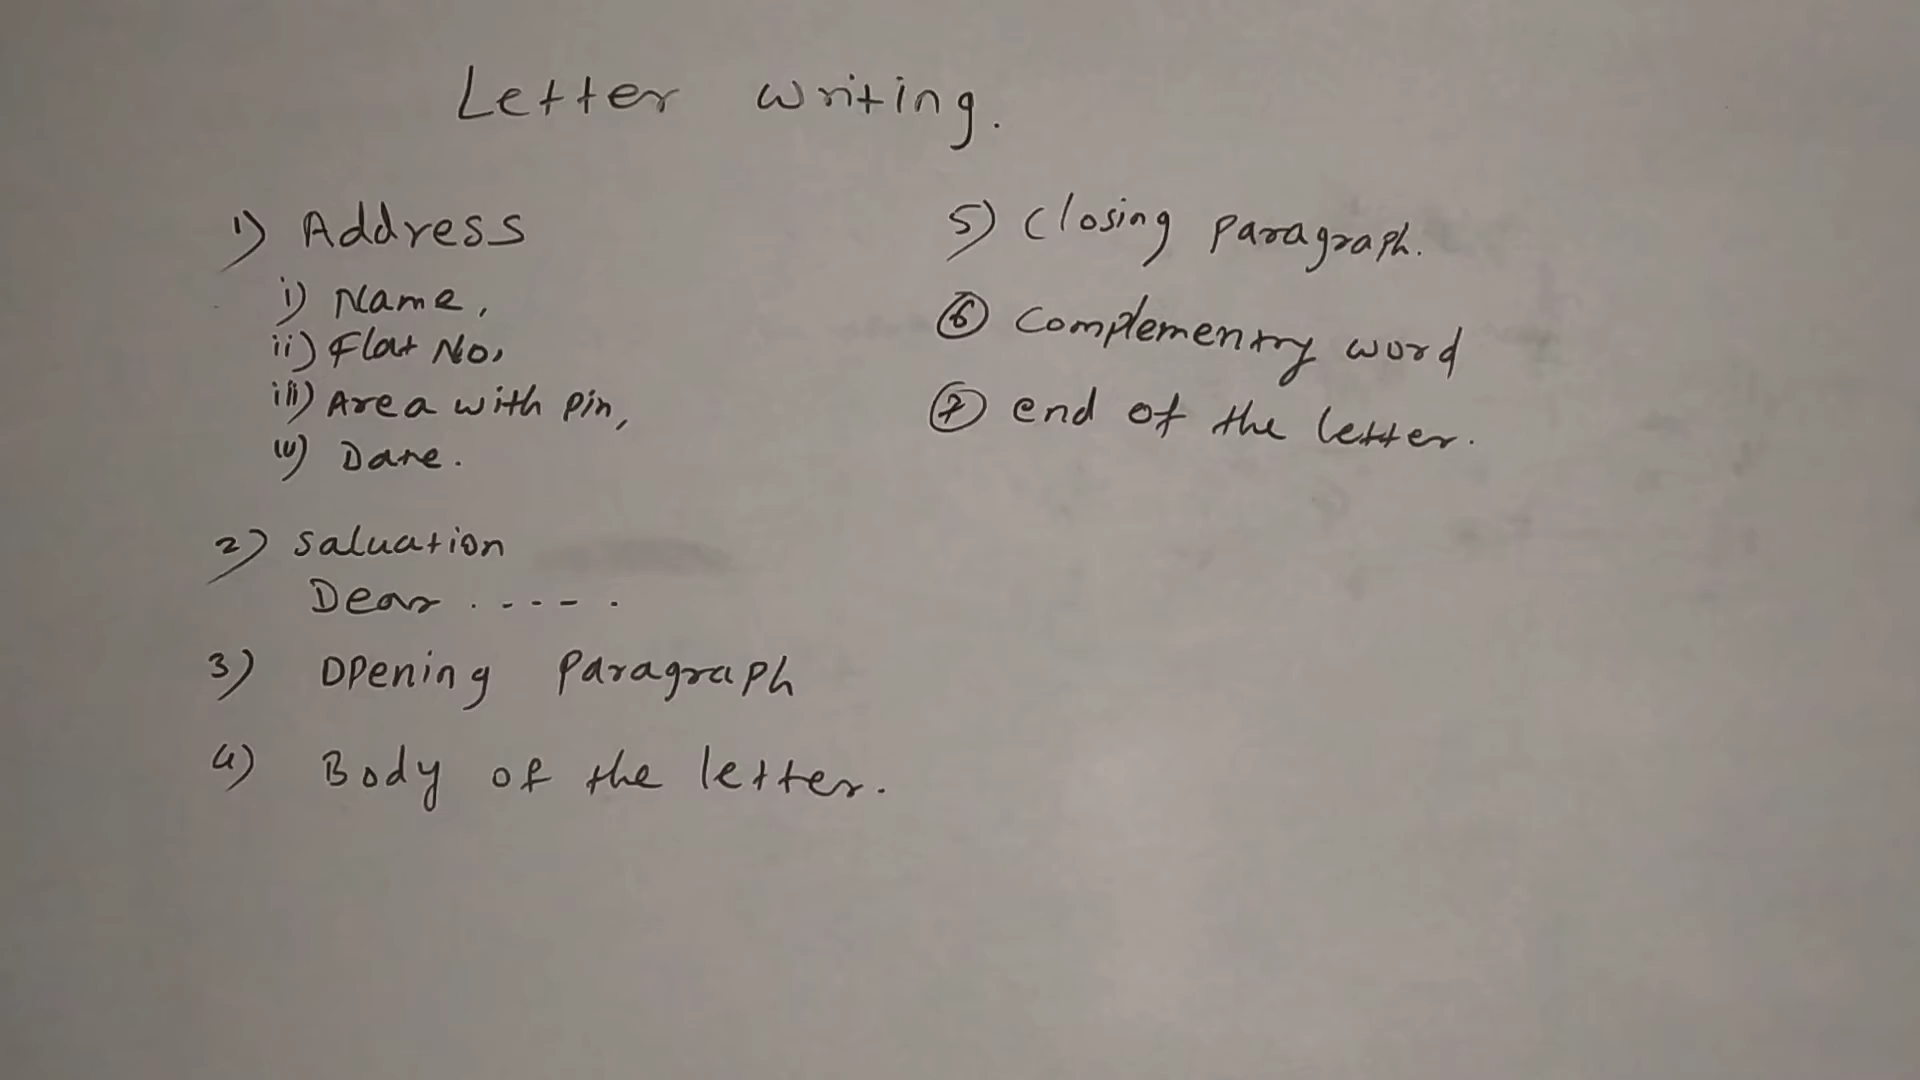 Letter writing.
1) Address
i) Name,
ii) Flat No,
iii) Area with pin,
iv) Date.
2) Saluation
Dear . - - - .
3) Opening Paragraph
4) Body of the letter.
5) Closing paragraph.
6 Complementry word
7 end of the letter.